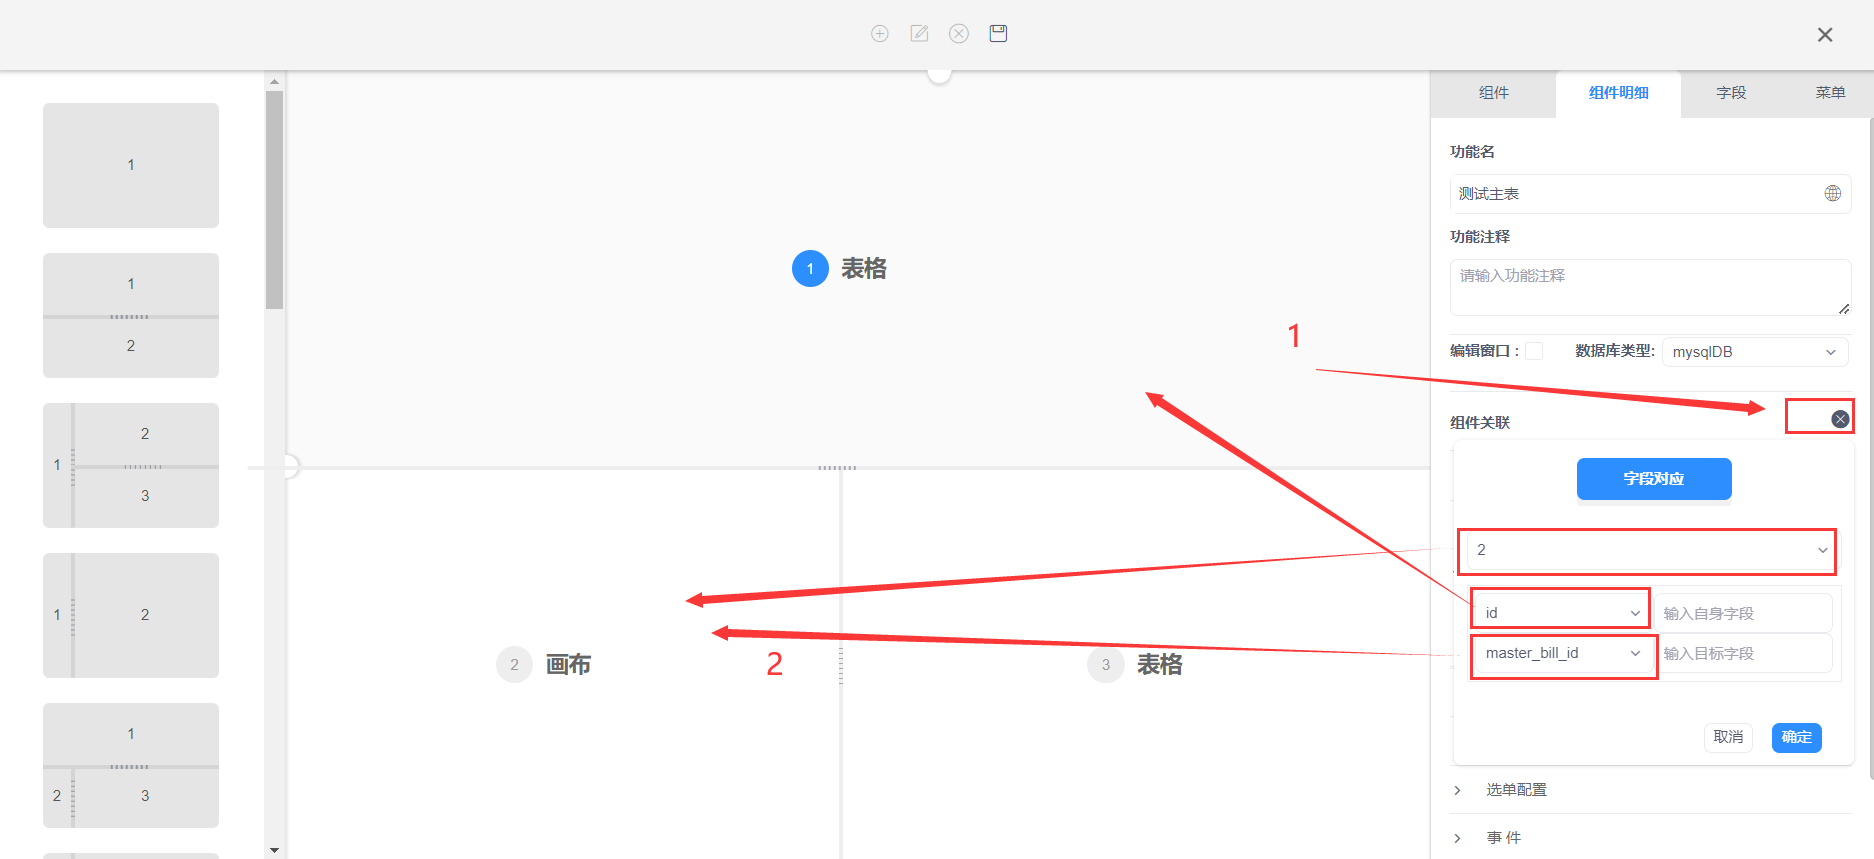 组件
组件明细
字段
菜单
1
1
2
1
2
3
1
2
1
2
3
1 表格
2 画布
3 表格
1
2
功能名
测试主表
功能注释
请输入功能注释
编辑窗口： 数据库类型: mysqlDB
组件关联
字段对应
2
id 输入自身字段
master_bill_id 输入目标字段
取消 确定
选单配置
事 件